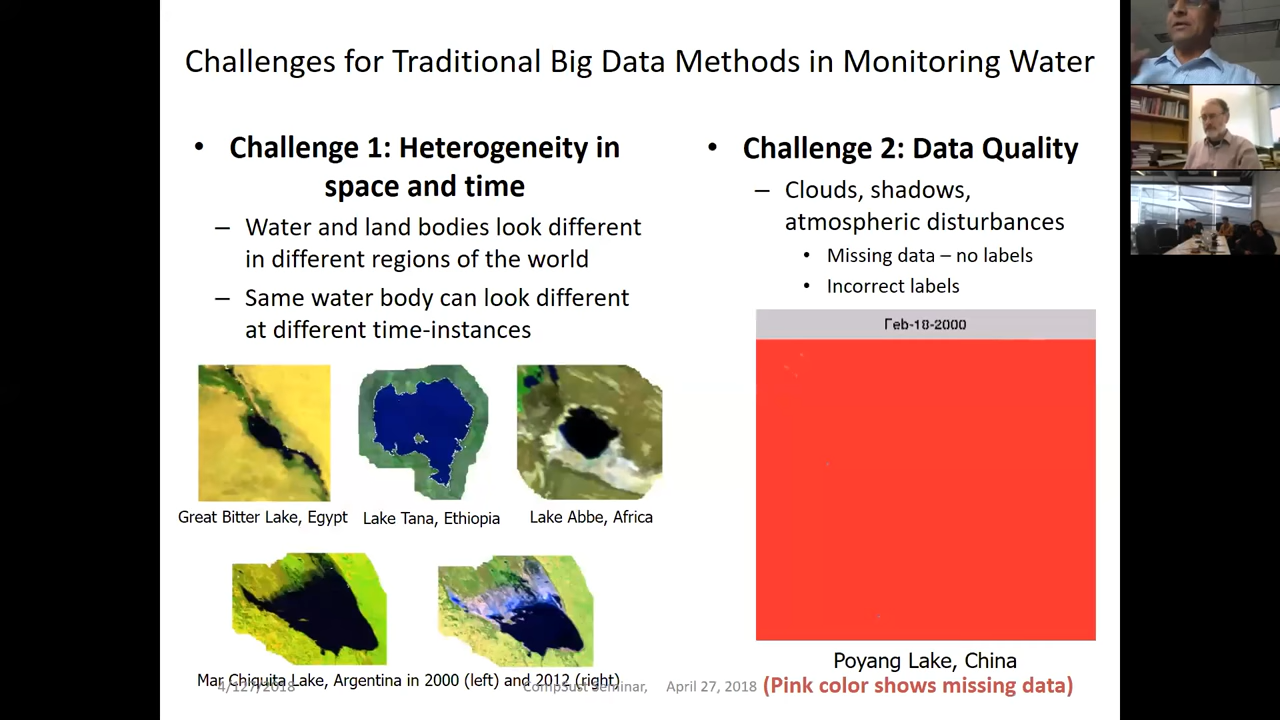 Challenges for Traditional Big Data Methods in Monitoring Water
• Challenge 1: Heterogeneity in
space and time
– Water and land bodies look different
in different regions of the world
– Same water body can look different
at different time-instances
Great Bitter Lake, Egypt
Lake Tana, Ethiopia
Lake Abbe, Africa
Mar Chiquita Lake, Argentina in 2000 (left) and 2012 (right)
• Challenge 2: Data Quality
– Clouds, shadows,
atmospheric disturbances
• Missing data – no labels
• Incorrect labels
Feb-18-2000
Poyang Lake, China
(Pink color shows missing data)
CompSust Seminar, April 27, 2018